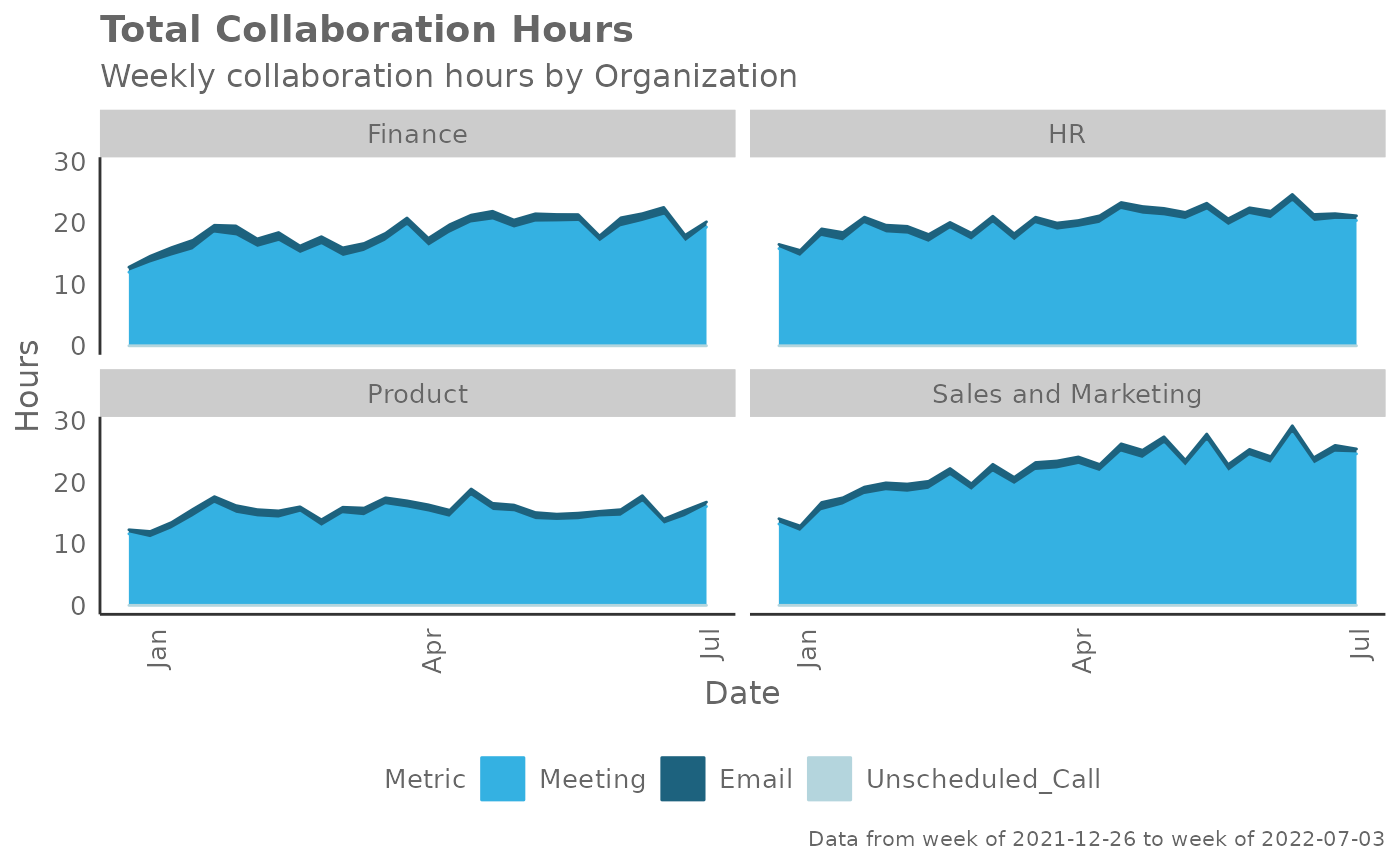 Total Collaboration Hours
Weekly collaboration hours by Organization
Finance
HR
30
20
10
0
Product
Sales and Marketing
30
20
10
0
Hours
Jan
Apr
Jul
Jan
Apr
Jul
Date
Metric Meeting Email Unscheduled_Call
Data from week of 2021-12-26 to week of 2022-07-03